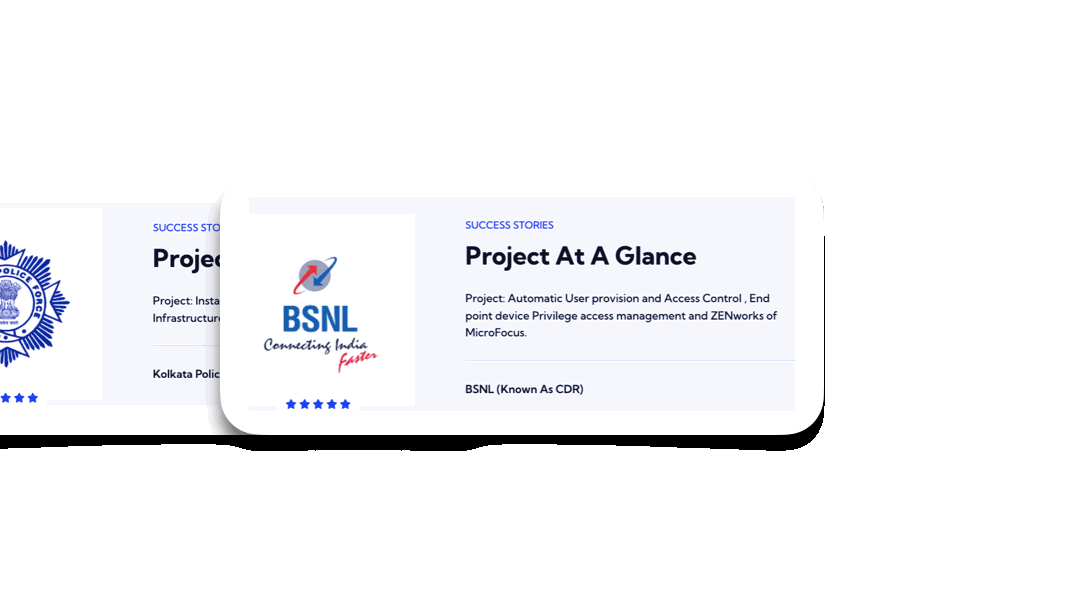 SUCCESS STO
Projec
Project: Insta
Infrastructure
Kolkata Polic
POLICE FORCE
SUCCESS STORIES
Project At A Glance
Project: Automatic User provision and Access Control , End
point device Privilege access management and ZENworks of
MicroFocus.
BSNL (Known As CDR)
BSNL
Connecting India
Faster